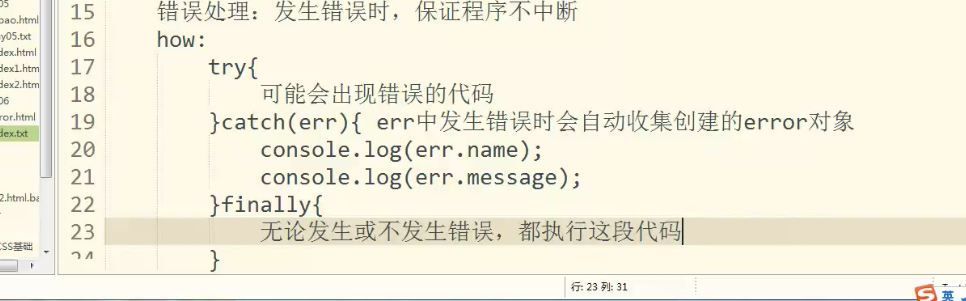 05
bao.html
y05.txt
dex.html
dex1.htm
dex2.htm
06
ror.html
dex.txt
2.html.ba
CSS基础
15 错误处理：发生错误时，保证程序不中断
16 how:
17 try{
18 可能会出现错误的代码
19 }catch(err){ err中发生错误时会自动收集创建的error对象
20 console.log(err.name);
21 console.log(err.message);
22 }finally{
23 无论发生或不发生错误，都执行这段代码
24 }
行: 23 列: 31
英